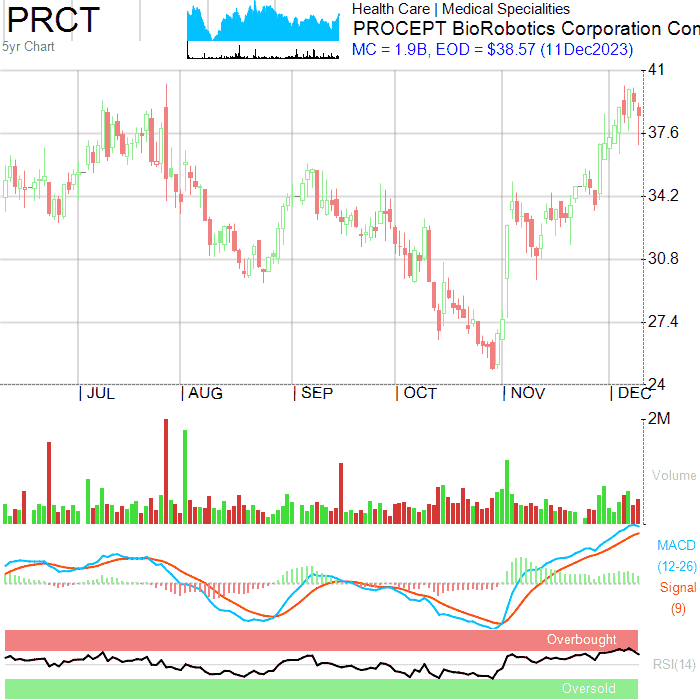 PRCT
5yr Chart
Health Care | Medical Specialities
PROCEPT BioRobotics Corporation Con
MC = 1.9B, EOD = $38.57 (11Dec2023)
41
37.6
34.2
30.8
27.4
24
|JUL |AUG |SEP |OCT |NOV |DEC
2M
Volume
MACD
(12-26)
Signal
(9)
Overbought
RSI(14)
Oversold